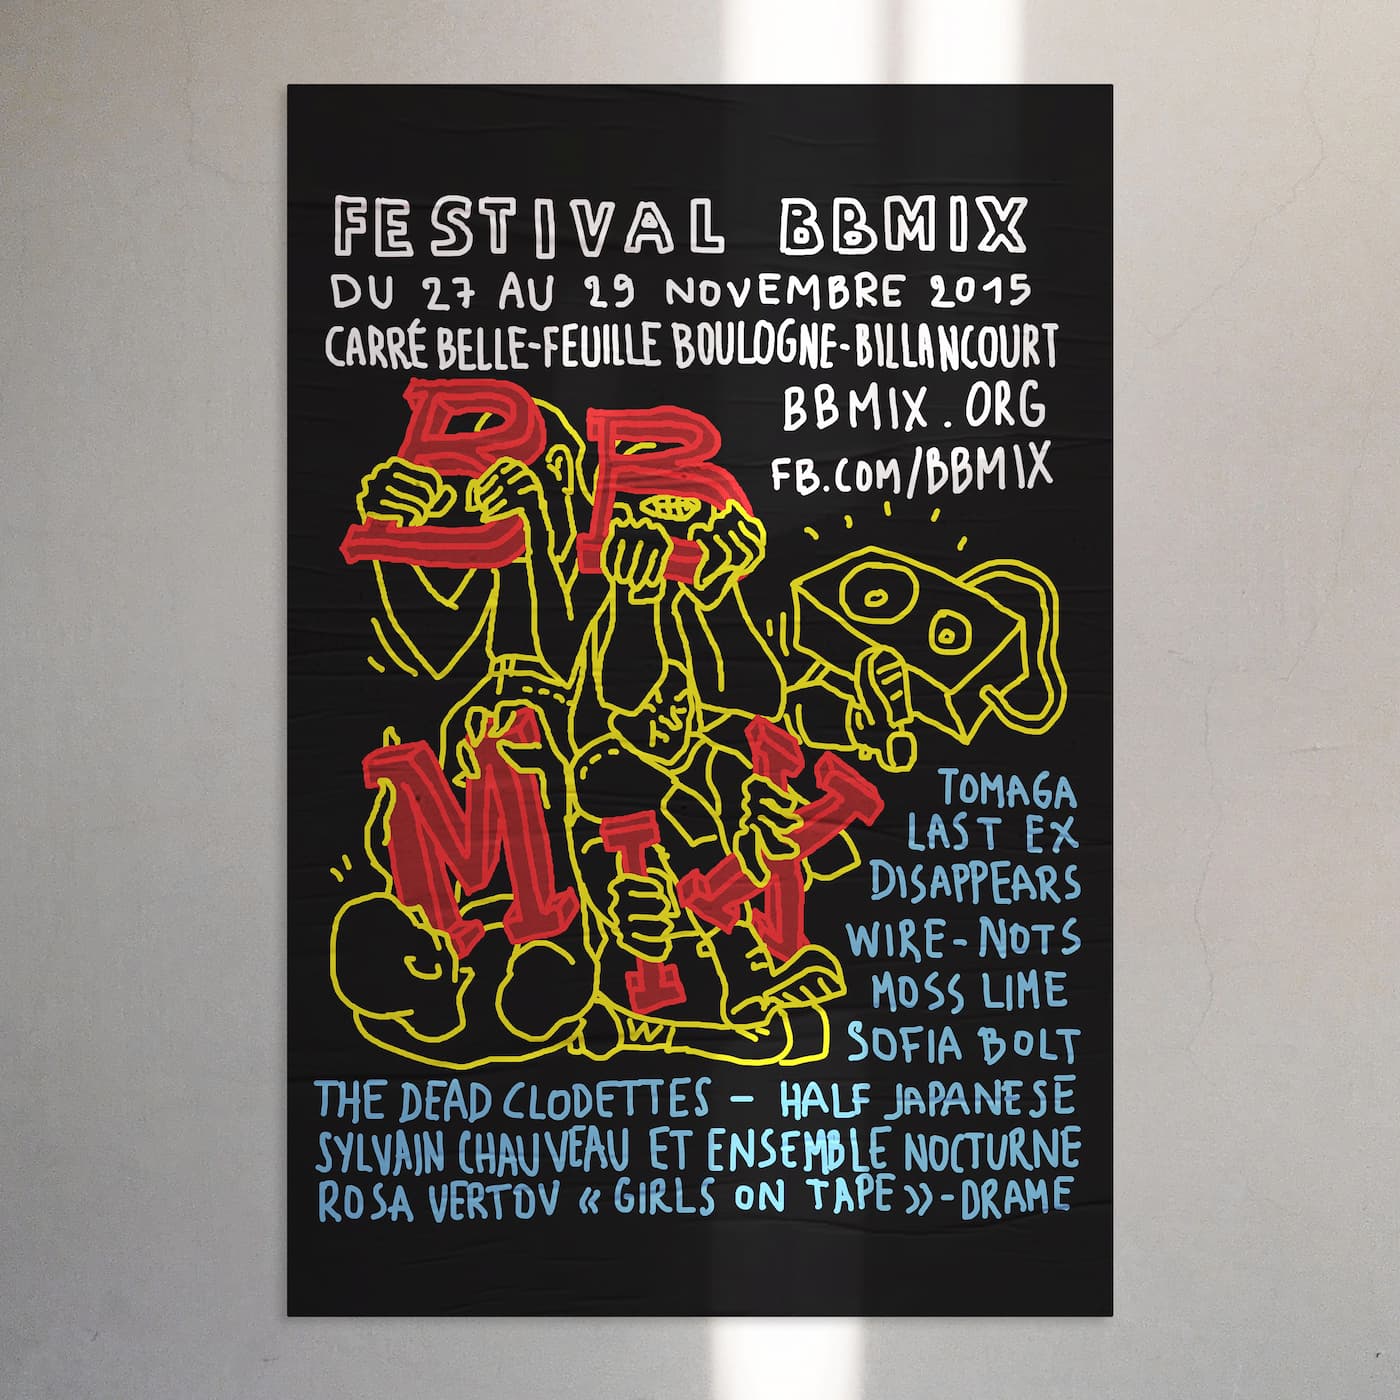 FESTIVAL BBMIX
DU 27 AU 29 NOVEMBRE 2015
CARRÉ BELLE-FEUILLE BOULOGNE-BILLANCOURT
BBMIX.ORG
FB.COM/BBMIX
BB
MIX
TOMAGA
LAST EX
DISAPPEARS
WIRE-NOTS
MOSS LIME
SOFIA BOLT
THE DEAD CLODETTES – HALF JAPANESE
SYLVAIN CHAUVEAU ET ENSEMBLE NOCTURNE
ROSA VERTOV « GIRLS ON TAPE »-DRAME